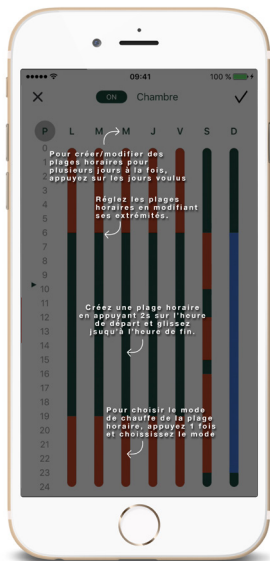 09:41
100 %
ON Chambre
P L M M J V S D
0
1
Pour créer/modifier des
plages horaires pour
2
plusieurs jours à la fois,
appuyez sur les jours voulus
3
4
Réglez les plages
horaires en modifiant
5
ses extrémités.
6
7
8
9
10
Créez une plage horaire
11
en appuyant 2s sur l'heure
de départ et glissez
12
jsuqu'à l'heure de fin.
13
14
15
16
17
18
Pour choisir le mode
de chauffe de la plage
19
horaire, appuyez 1 fois
20
et choississez le mode
21
22
23
24